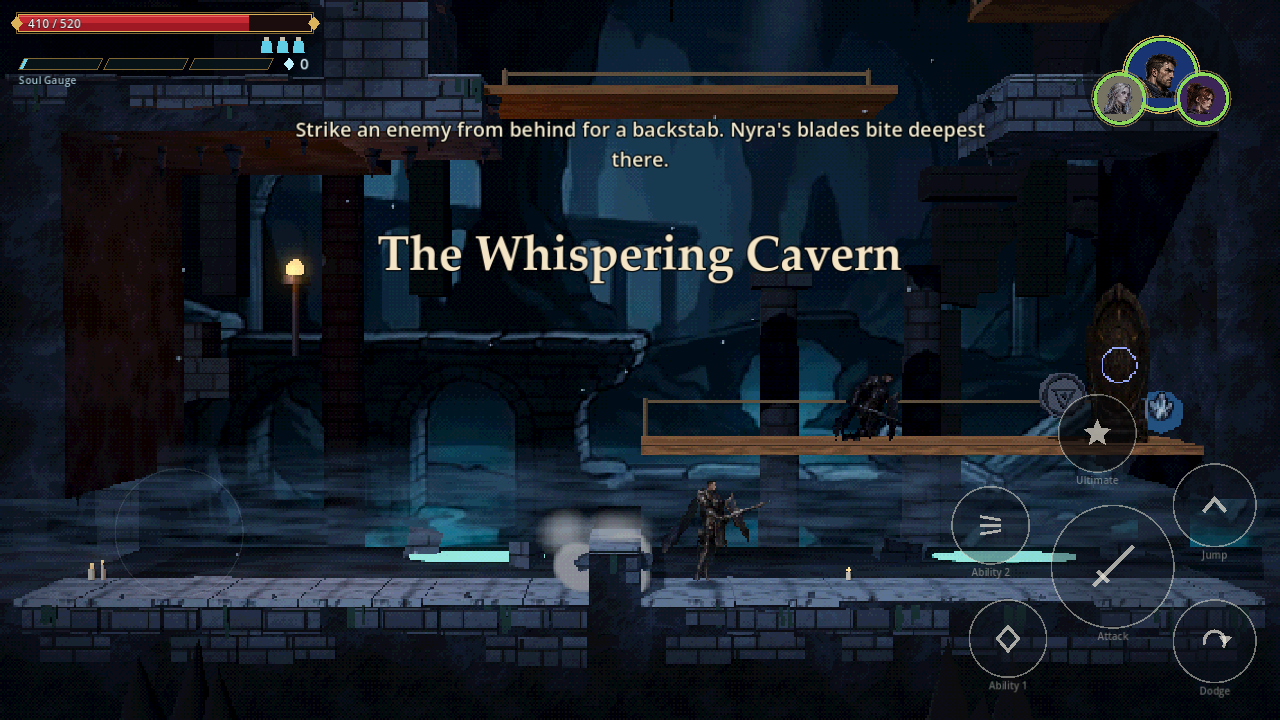 410 / 520
0
Soul Gauge
Strike an enemy from behind for a backstab. Nyra's blades bite deepest
there.
The Whispering Cavern
Ultimate
Jump
Ability 2
Attack
Ability 1
Dodge